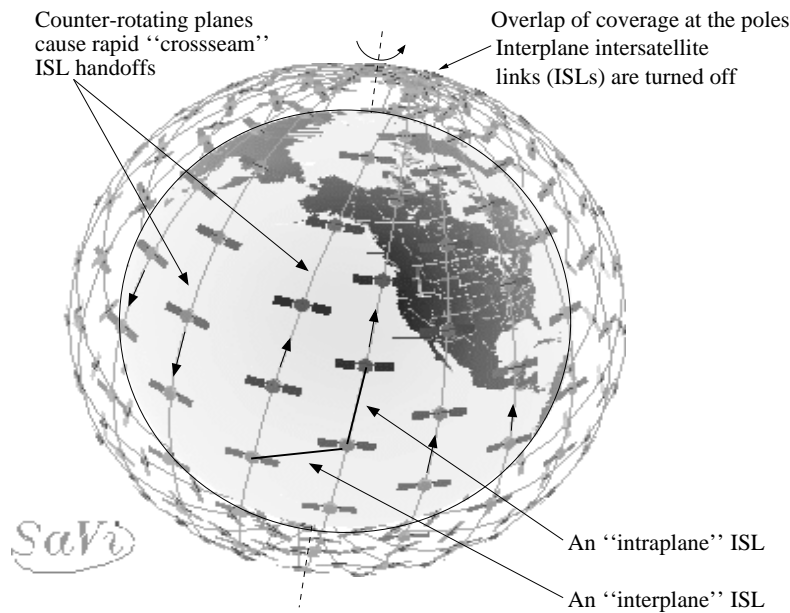 Counter-rotating planes
cause rapid ‘‘crossseam’’
ISL handoffs
Overlap of coverage at the poles
Interplane intersatellite
links (ISLs) are turned off
SaVi
An ‘‘intraplane’’ ISL
An ‘‘interplane’’ ISL